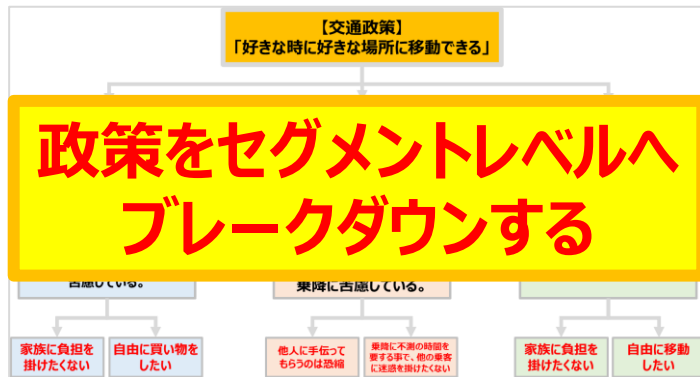 【交通政策】
「好きな時に好きな場所に移動できる」
政策をセグメントレベルへ
ブレークダウンする
苦慮している。
乗降に苦慮している。
家族に負担を
掛けたくない
自由に買い物を
したい
他人に手伝って
もらうのは恐縮
乗降に不測の時間を
要する事で、他の乗客
に迷惑を掛けたくない
家族に負担を
掛けたくない
自由に移動
したい